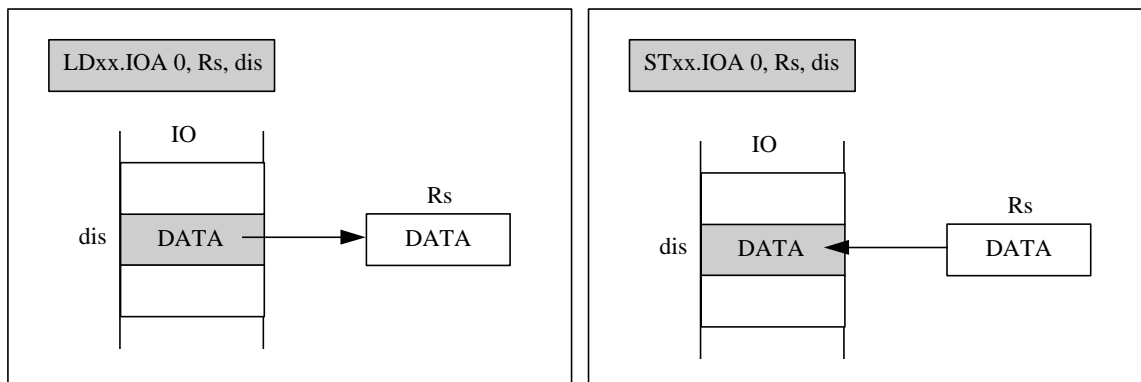 LDxx.IOA 0, Rs, dis
IO
Rs
dis
DATA
DATA
STxx.IOA 0, Rs, dis
IO
Rs
dis
DATA
DATA